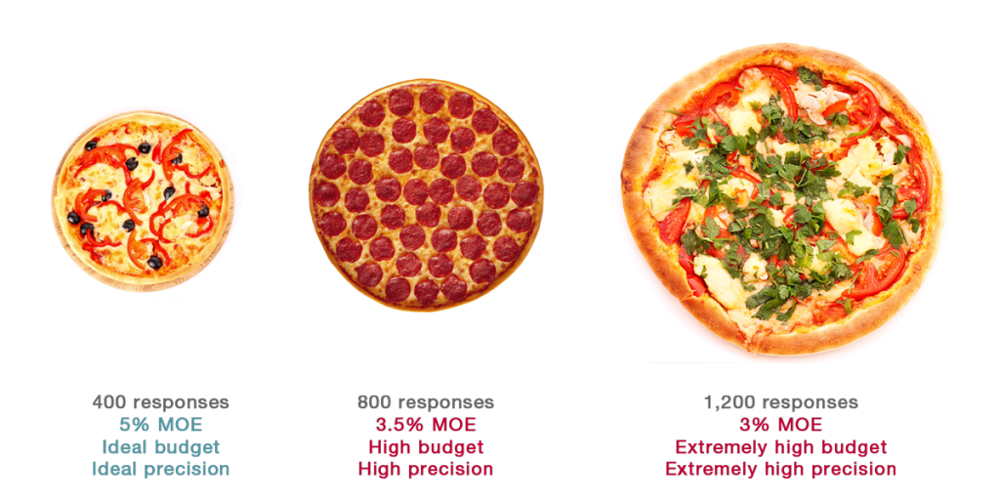 400 responses
5% MOE
Ideal budget
Ideal precision
800 responses
3.5% MOE
High budget
High precision
1,200 responses
3% MOE
Extremely high budget
Extremely high precision